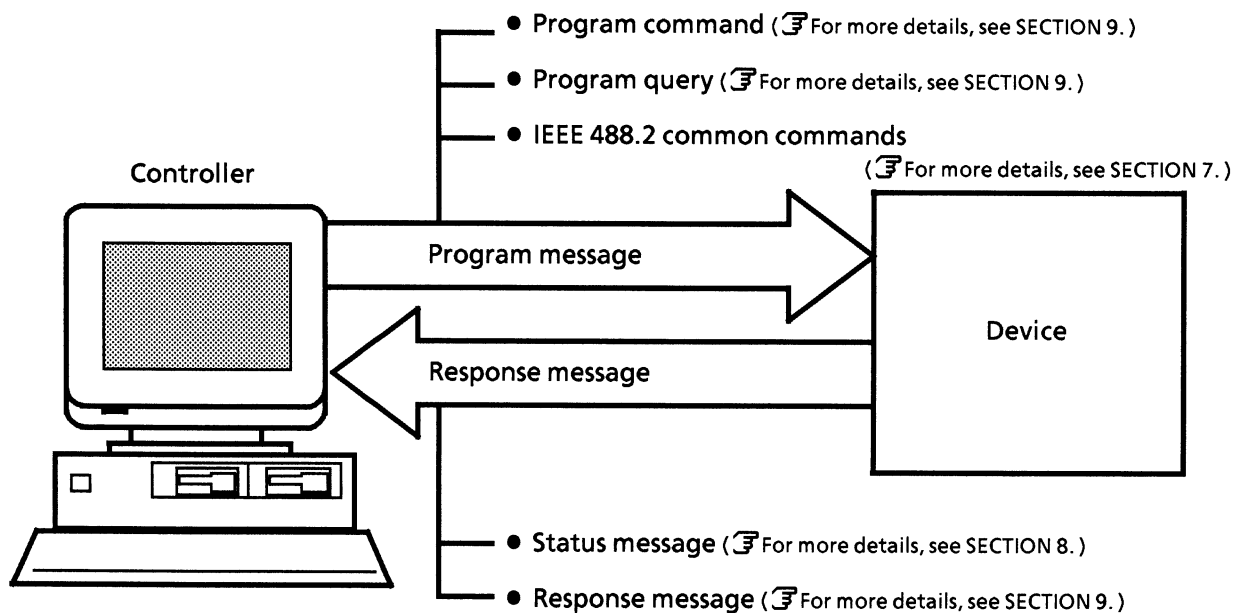 ● Program command (For more details, see SECTION 9.)
● Program query (For more details, see SECTION 9.)
● IEEE 488.2 common commands
(For more details, see SECTION 7.)
Controller
Program message
Device
Response message
● Status message (For more details, see SECTION 8.)
● Response message (For more details, see SECTION 9.)